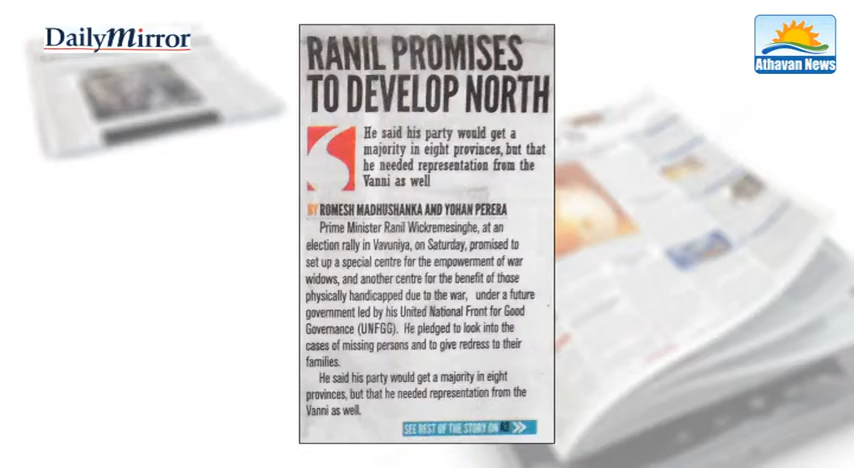 DailyMirror
Athavan News
RANIL PROMISES
TO DEVELOP NORTH
He said his party would get a
majority in eight provinces, but that
he needed representation from the
Vanni as well
BY ROMESH MADHUSHANKA AND YOHAN PERERA
Prime Minister Ranil Wickremesinghe, at an
election rally in Vavuniya, on Saturday, promised to
set up a special centre for the empowerment of war
widows, and another centre for the benefit of those
physically handicapped due to the war, under a future
government led by his United National Front for Good
Governance (UNFGG). He pledged to look into the
cases of missing persons and to give redress to their
families.
He said his party would get a majority in eight
provinces, but that he needed representation from the
Vanni as well.
SEE REST OF THE STORY ON